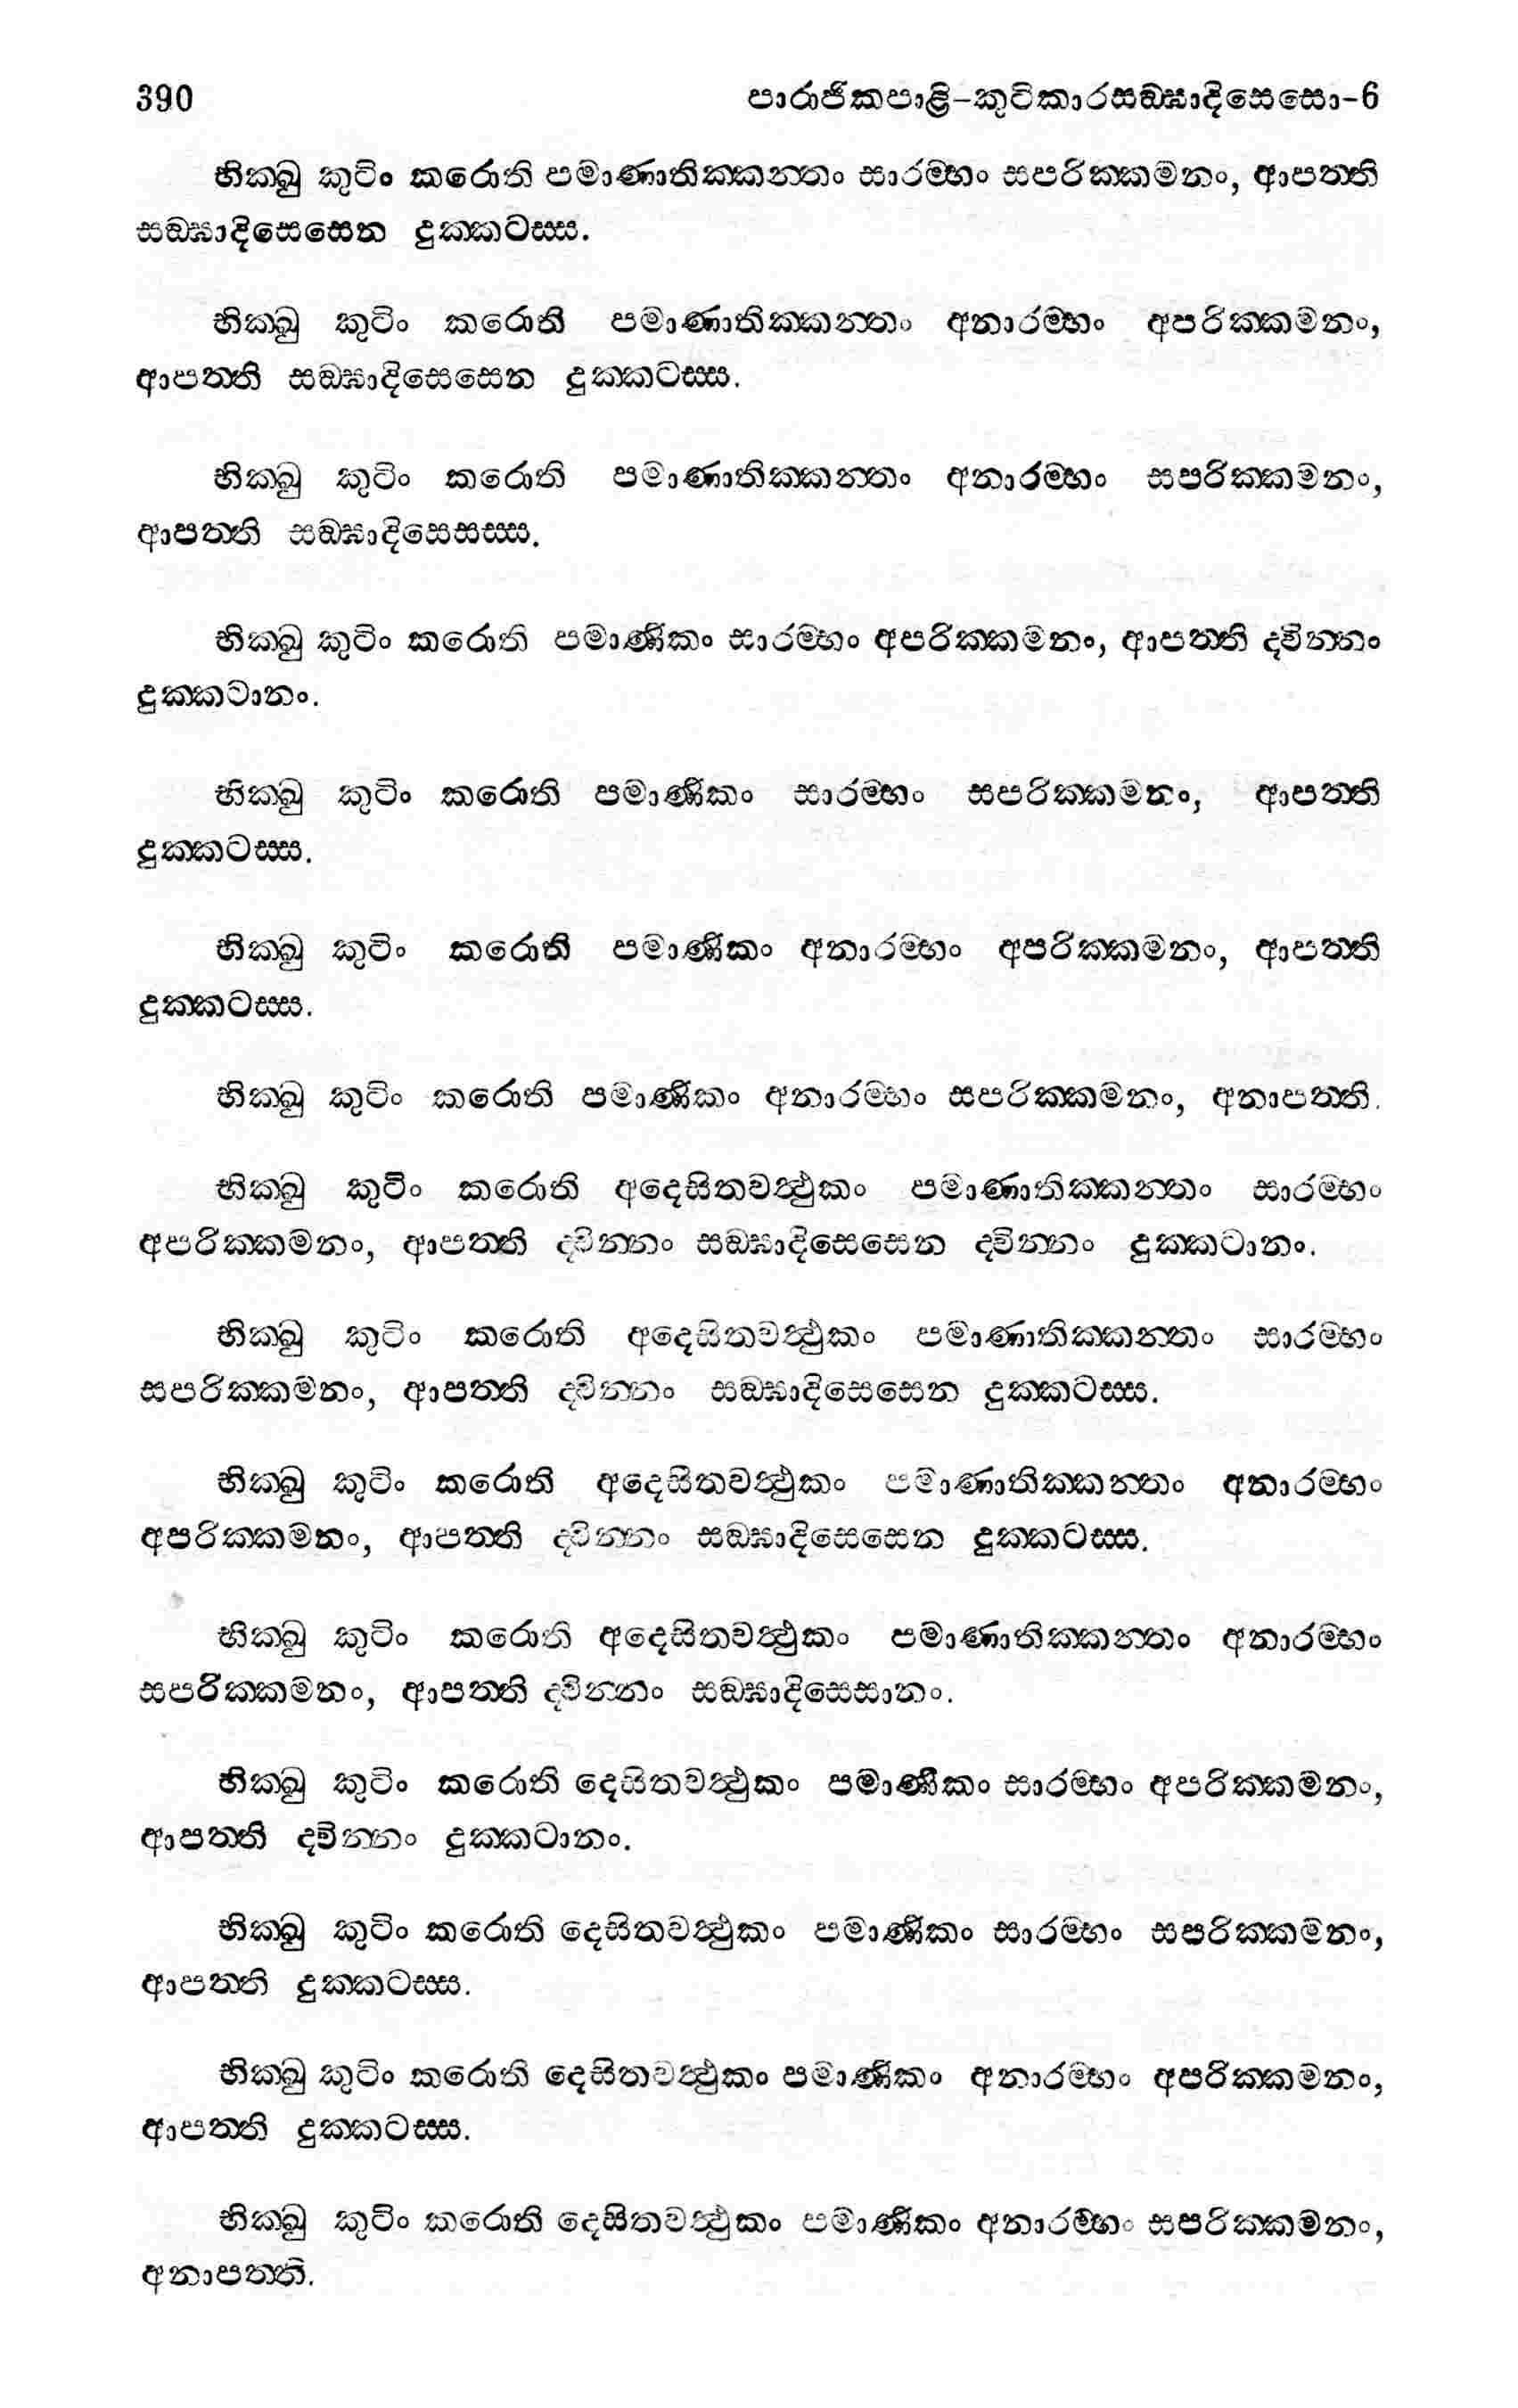 390 පාරාජිකපාළි-කුටිකාරසඞ්ඝාදිසෙසො-6
භික්ඛු කුටිං කරොති පමාණාතික්කන්තං සාරම්භං සපරික්කමනං, ආපත්ති
සඞ්ඝාදිසෙසෙන දුක්කටස්ස.
භික්ඛු කුටිං කරොති පමාණාතික්කන්තං අනාරම්භං අපරික්කමනං,
ආපත්ති සඞ්ඝාදිසෙසෙන දුක්කටස්ස.
භික්ඛු කුටිං කරොති පමාණාතික්කන්තං අනාරම්භං සපරික්කමනං,
ආපත්ති සඞ්ඝාදිසෙසස්ස.
භික්ඛු කුටිං කරොති පමාණිකං සාරම්භං අපරික්කමනං, ආපත්ති ද්වින්නං
දුක්කටානං.
භික්ඛු කුටිං කරොති පමාණිකං සාරම්භං සපරික්කමනං, ආපත්ති
දුක්කටස්ස.
භික්ඛු කුටිං කරොති පමාණිකං අනාරම්භං අපරික්කමනං, ආපත්ති
දුක්කටස්ස.
භික්ඛු කුටිං කරොති පමාණිකං අනාරම්භං සපරික්කමනං, අනාපත්ති.
භික්ඛු කුටිං කරොති අදෙසිතවත්ථුකං පමාණාතික්කන්තං සාරම්භං
අපරික්කමනං, ආපත්ති ද්වින්නං සඞ්ඝාදිසෙසෙන ද්වින්නං දුක්කටානං.
භික්ඛු කුටිං කරොති අදෙසිතවත්ථුකං පමාණාතික්කන්තං සාරම්භං
සපරික්කමනං, ආපත්ති ද්වින්නං සඞ්ඝාදිසෙසෙන දුක්කටස්ස.
භික්ඛු කුටිං කරොති අදෙසිතවත්ථුකං පමාණාතික්කන්තං අනාරම්භං
අපරික්කමනං, ආපත්ති ද්වින්නං සඞ්ඝාදිසෙසෙන දුක්කටස්ස.
භික්ඛු කුටිං කරොති අදෙසිතවත්ථුකං පමාණාතික්කන්තං අනාරම්භං
සපරික්කමනං, ආපත්ති ද්වින්නං සඞ්ඝාදිසෙසානං.
භික්ඛු කුටිං කරොති දෙසිතවත්ථුකං පමාණිකං සාරම්භං අපරික්කමනං,
ආපත්ති ද්වින්නං දුක්කටානං.
භික්ඛු කුටිං කරොති දෙසිතවත්ථුකං පමාණිකං සාරම්භං සපරික්කමනං,
ආපත්ති දුක්කටස්ස.
භික්ඛු කුටිං කරොති දෙසිතවත්ථුකං පමාණිකං අනාරම්භං අපරික්කමනං,
ආපත්ති දුක්කටස්ස.
භික්ඛු කුටිං කරොති දෙසිතවත්ථුකං පමාණිකං අනාරම්භං සපරික්කමනං,
අනාපත්ති.